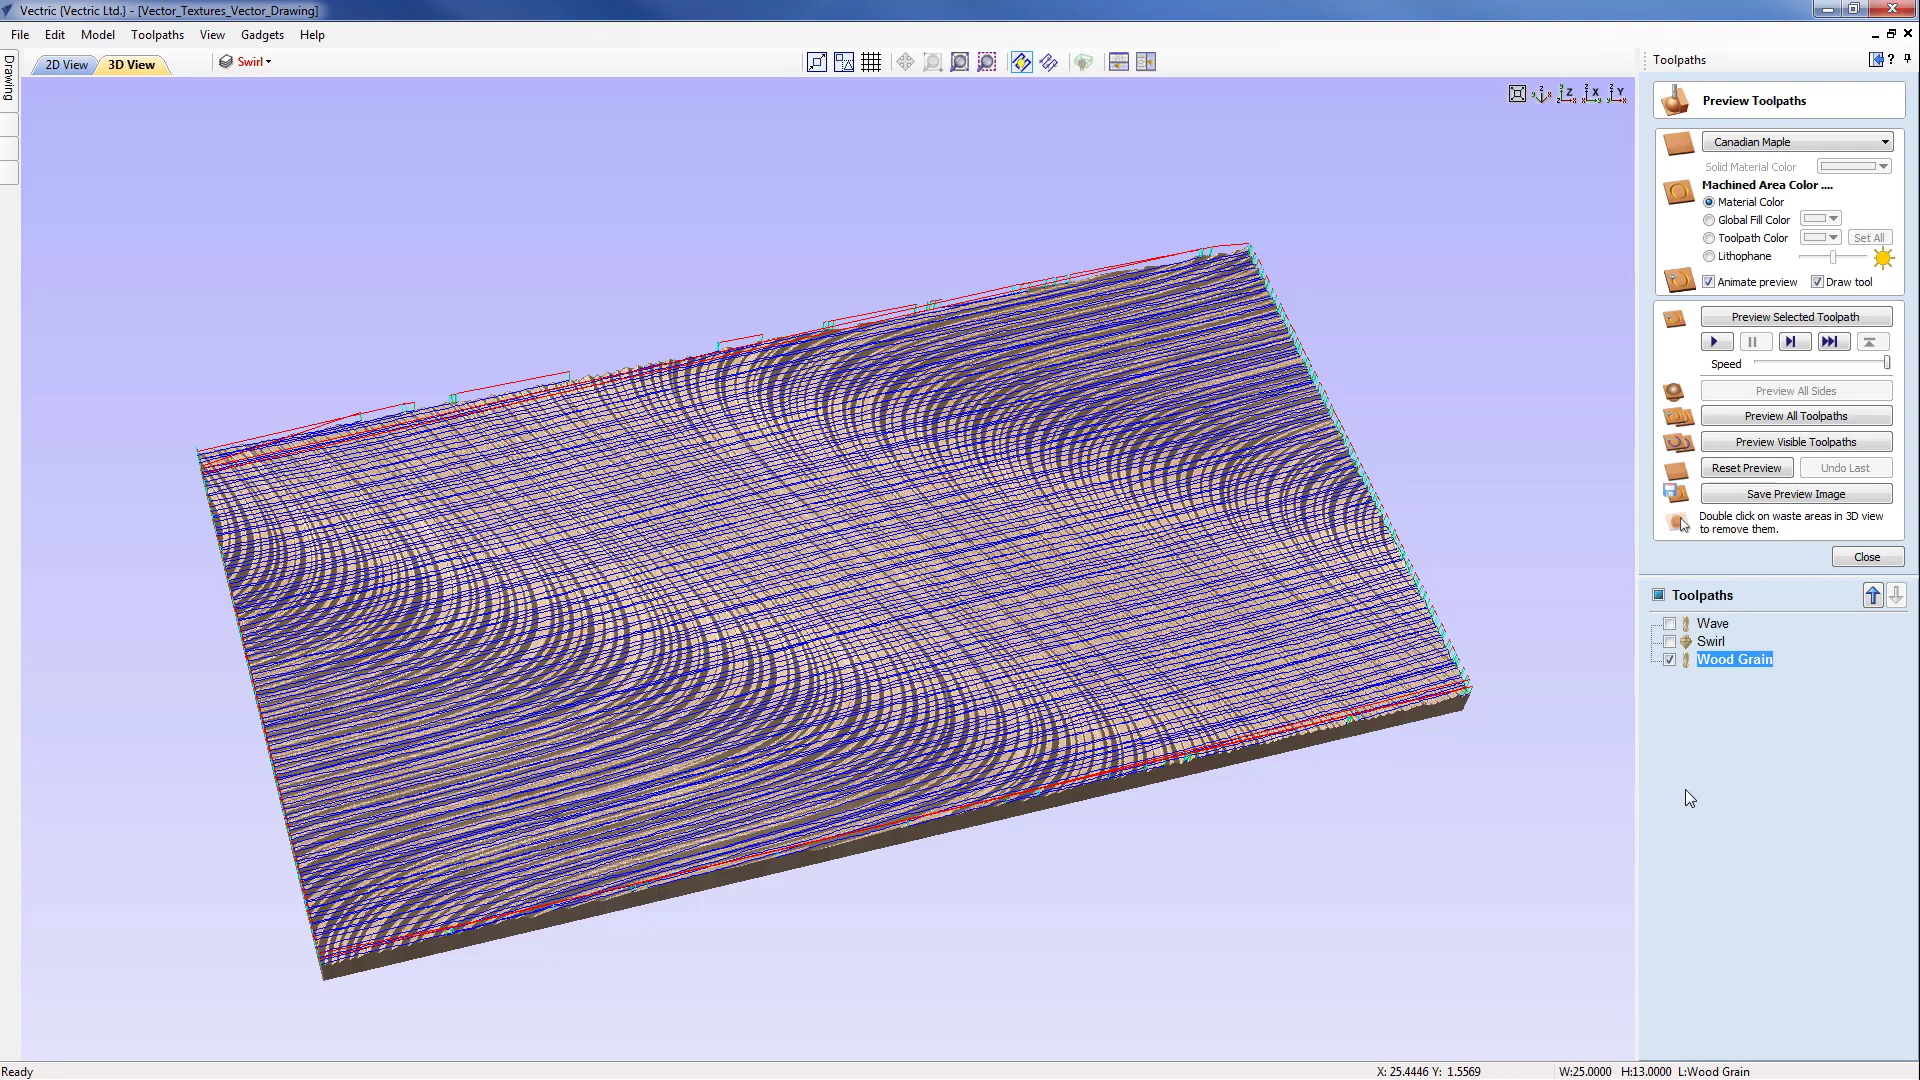 Vectric {Vectric Ltd.} - [Vector_Textures_Vector_Drawing]
File Edit Model Toolpaths View Gadgets Help
Drawing
2D View 3D View Swirl
Toolpaths
?
Z X Y
Preview Toolpaths
Canadian Maple
Solid Material Color
Machined Area Color ....
Material Color
Global Fill Color
Toolpath Color Set All
Lithophane
Animate preview Draw tool
Preview Selected Toolpath
Speed
Preview All Sides
Preview All Toolpaths
Preview Visible Toolpaths
Reset Preview Undo Last
Save Preview Image
Double click on waste areas in 3D view
to remove them.
Close
Toolpaths
Wave
Swirl
Wood Grain
Ready X: 25.4446 Y: 1.5569 W:25.0000 H:13.0000 L:Wood Grain